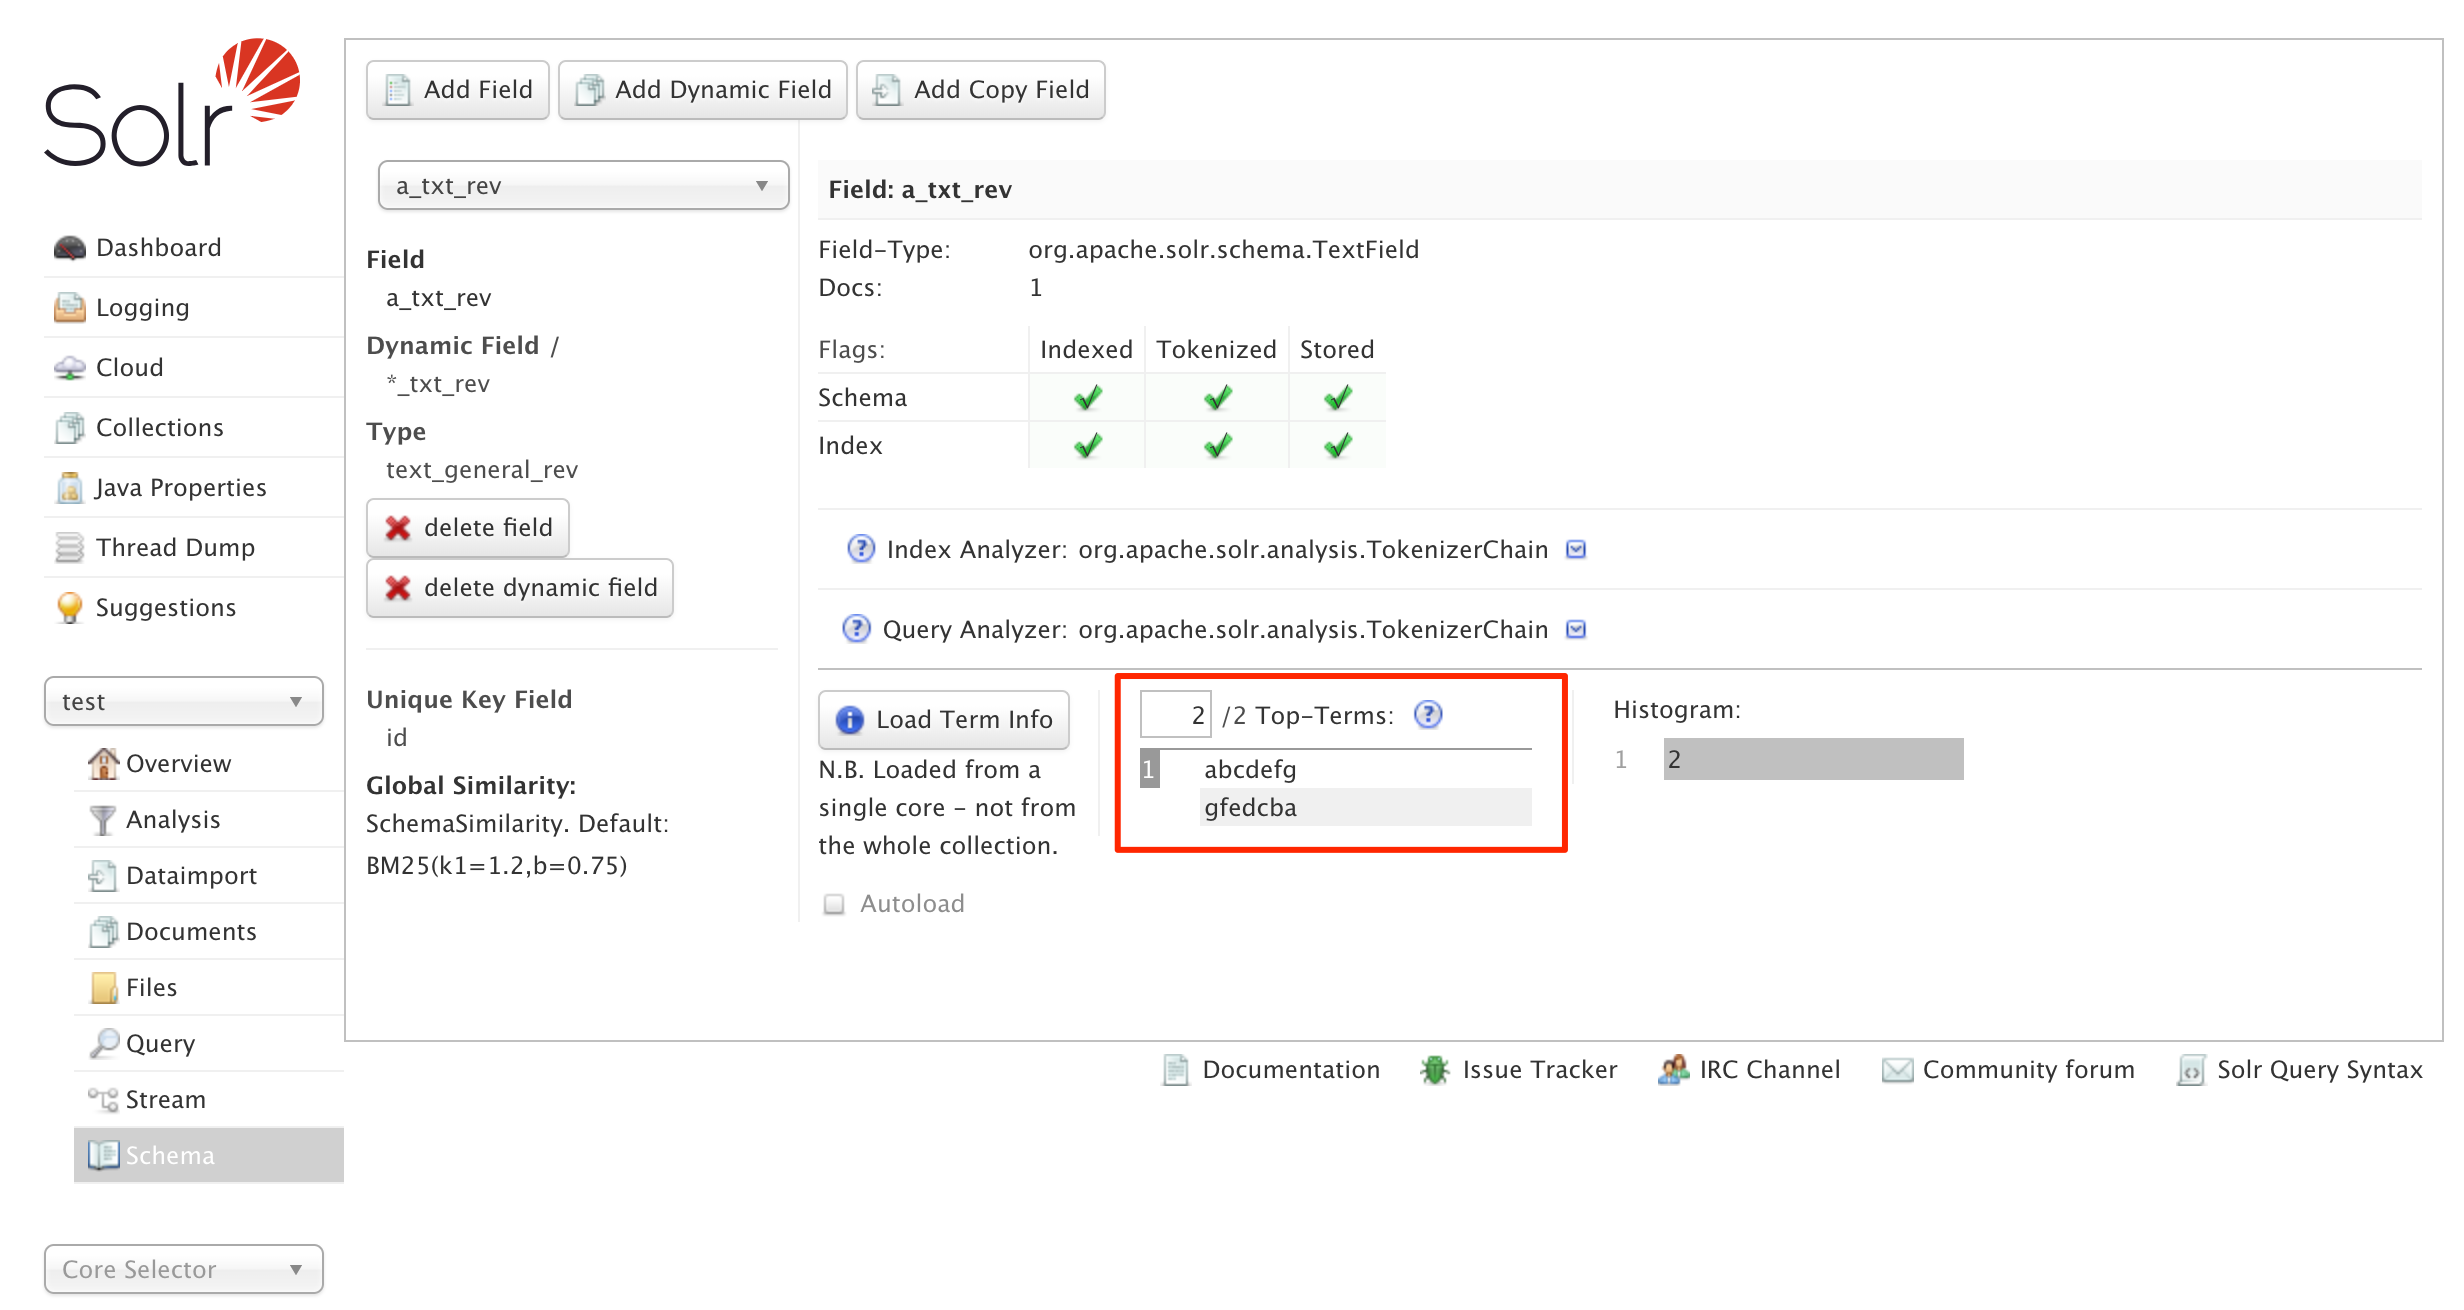 Solr
Dashboard
Logging
Cloud
Collections
Java Properties
Thread Dump
Suggestions
test
Overview
Analysis
Dataimport
Documents
Files
Query
Stream
Schema
Core Selector
Add Field
Add Dynamic Field
Add Copy Field
a_txt_rev
Field
a_txt_rev
Dynamic Field /
*_txt_rev
Type
text_general_rev
delete field
delete dynamic field
Unique Key Field
id
Global Similarity:
SchemaSimilarity. Default:
BM25(k1=1.2,b=0.75)
Field: a_txt_rev
Field-Type: org.apache.solr.schema.TextField
Docs: 1
Flags: Indexed Tokenized Stored
Schema
Index
Index Analyzer: org.apache.solr.analysis.TokenizerChain
Query Analyzer: org.apache.solr.analysis.TokenizerChain
Load Term Info
N.B. Loaded from a
single core - not from
the whole collection.
Autoload
2 /2 Top-Terms:
1 abcdefg
gfedcba
Histogram:
1 2
Documentation
Issue Tracker
IRC Channel
Community forum
Solr Query Syntax